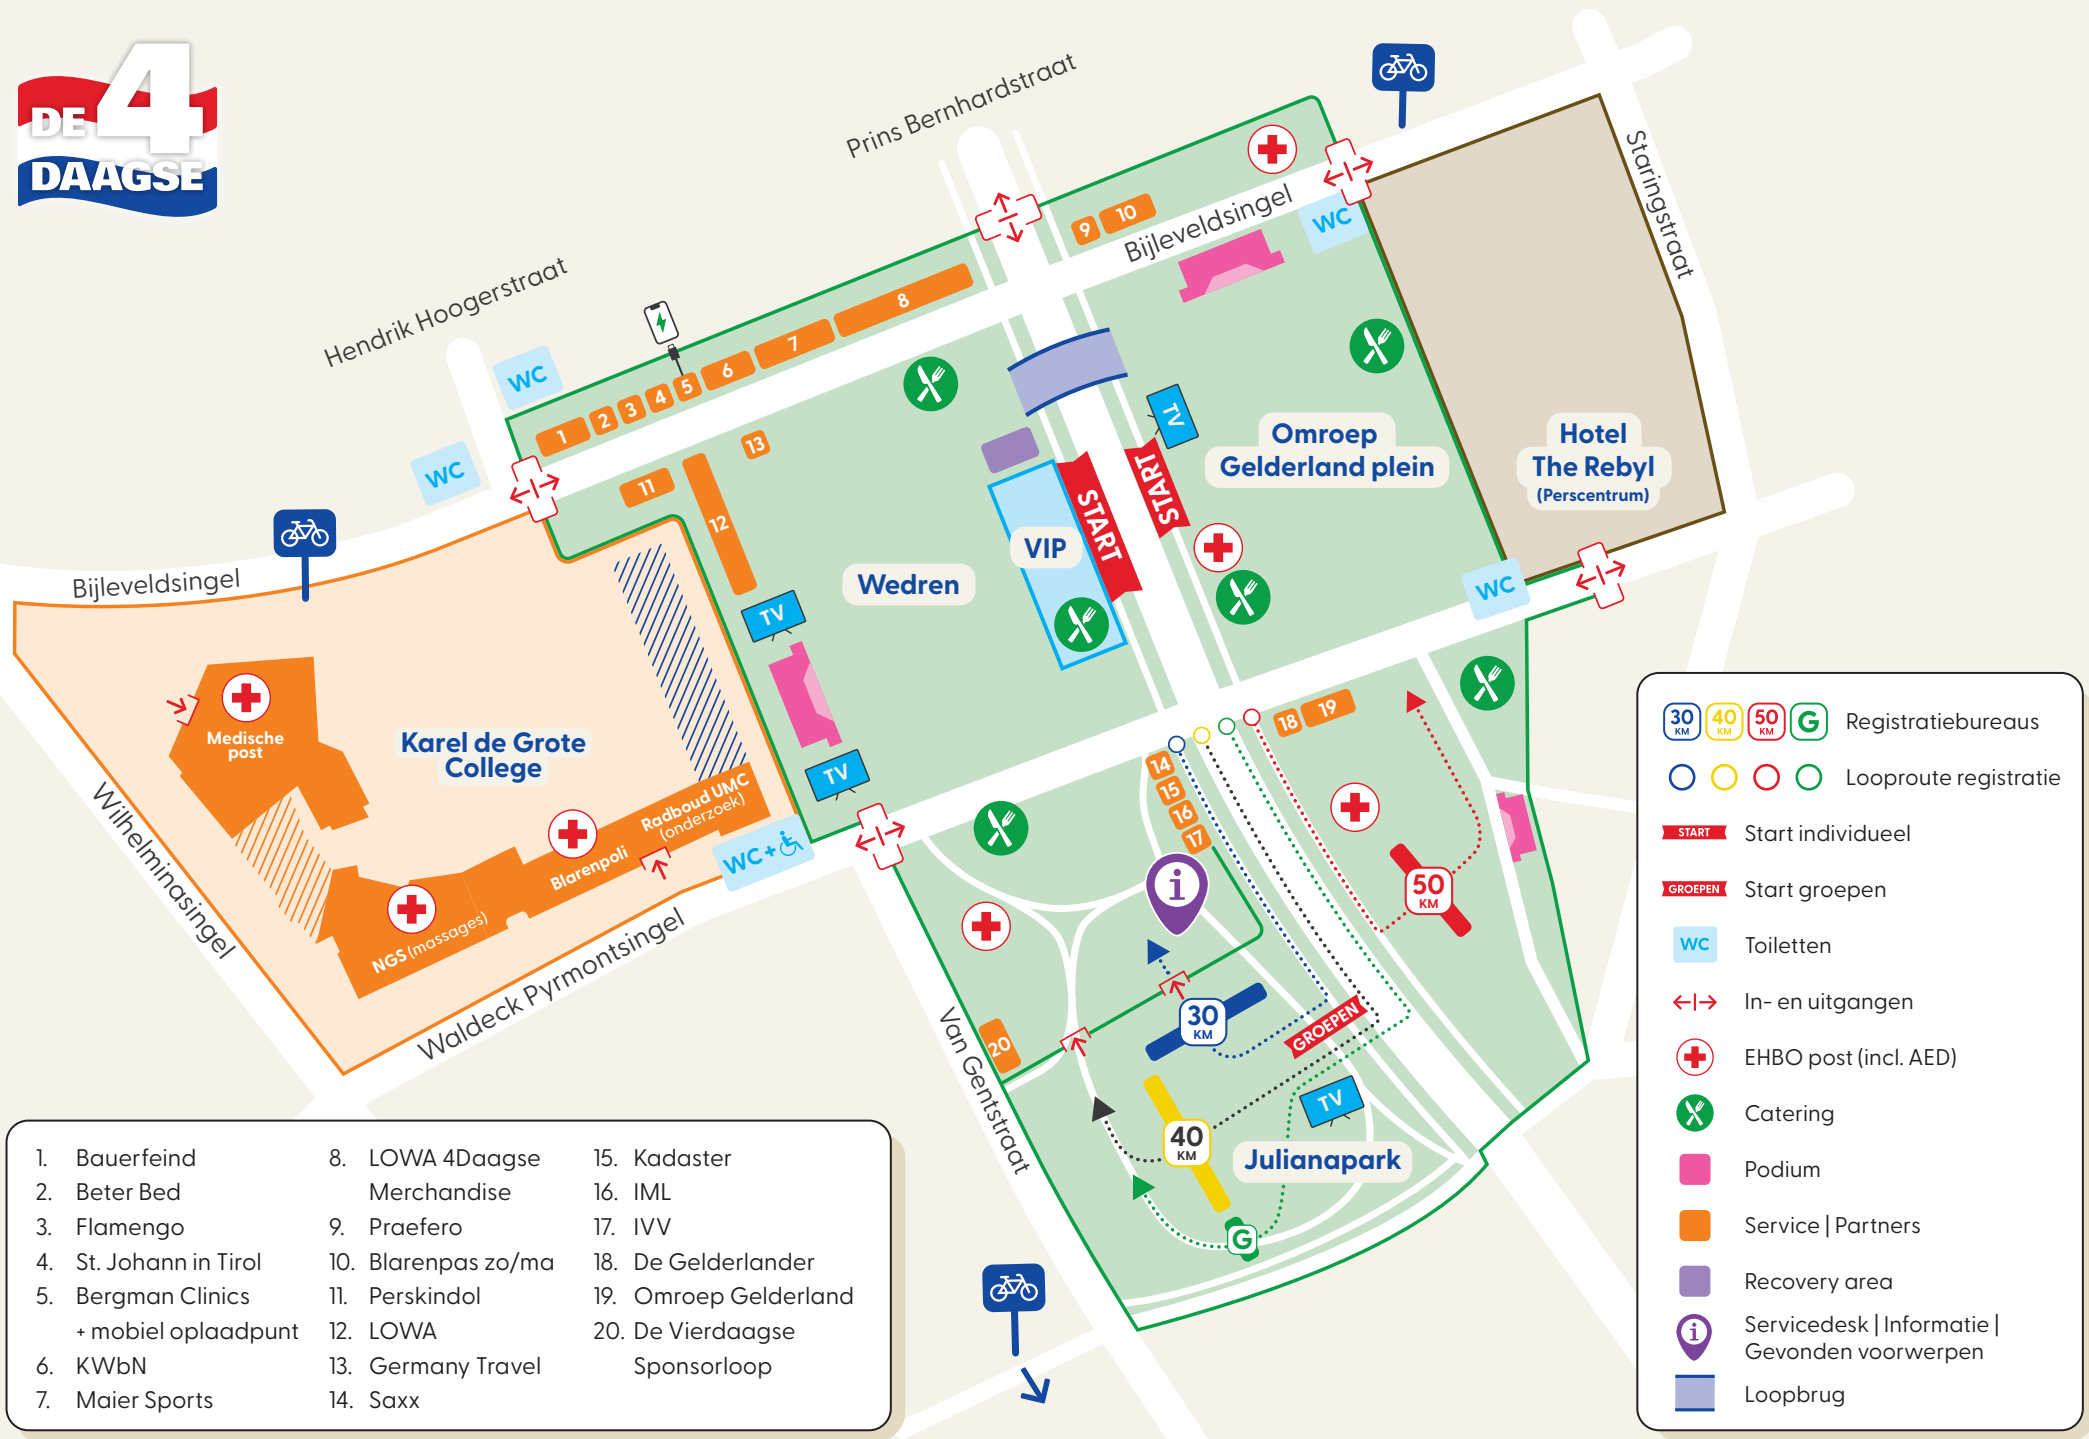 DE 4
DAAGSE
Prins Bernhardstraat
Hendrik Hoogerstraat
Staringstraat
Bijleveldsingel
WC
9
10
8
7
6
5
4
3
2
1
WC
WC
13
11
12
TV
START
START
VIP
Wedren
Omroep
Gelderland plein
Hotel
The Rebyl
(Perscentrum)
WC
Bijleveldsingel
TV
TV
Karel de Grote
College
Medische
post
Radboud UMC
(onderzoek)
Blarenpoli
NGS (massages)
WC+
Wilhelminasingel
Waldeck Pyrmontsingel
Van Gentstraat
18
19
14
15
16
17
i
50
KM
30
KM
GROEPEN
20
TV
40
KM
Julianapark
G
30
KM
40
KM
50
KM
G
Registratiebureaus
Looproute registratie
START
Start individueel
GROEPEN
Start groepen
WC
Toiletten
In- en uitgangen
EHBO post (incl. AED)
Catering
Podium
Service | Partners
Recovery area
i
Servicedesk | Informatie |
Gevonden voorwerpen
Loopbrug
1. Bauerfeind
2. Beter Bed
3. Flamengo
4. St. Johann in Tirol
5. Bergman Clinics
+ mobiel oplaadpunt
6. KWbN
7. Maier Sports
8. LOWA 4Daagse
Merchandise
9. Praefero
10. Blarenpas zo/ma
11. Perskindol
12. LOWA
13. Germany Travel
14. Saxx
15. Kadaster
16. IML
17. IVV
18. De Gelderlander
19. Omroep Gelderland
20. De Vierdaagse
Sponsorloop